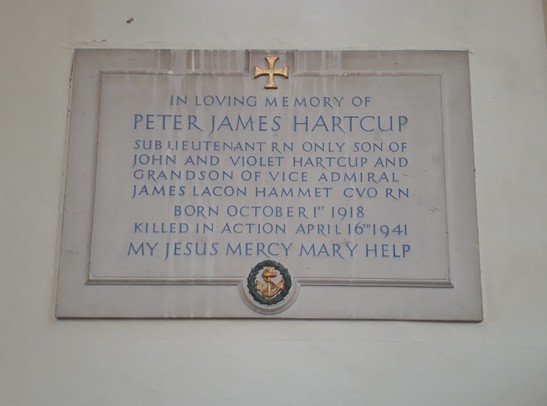 IN LOVING MEMORY OF
PETER JAMES HARTCUP
SUB LIEUTENANT RN ONLY SON OF
JOHN AND VIOLET HARTCUP AND
GRANDSON OF VICE ADMIRAL
JAMES LACON HAMMET CVO RN
BORN OCTOBER 1ST 1918
KILLED IN ACTION APRIL 16TH 1941
MY JESUS MERCY MARY HELP